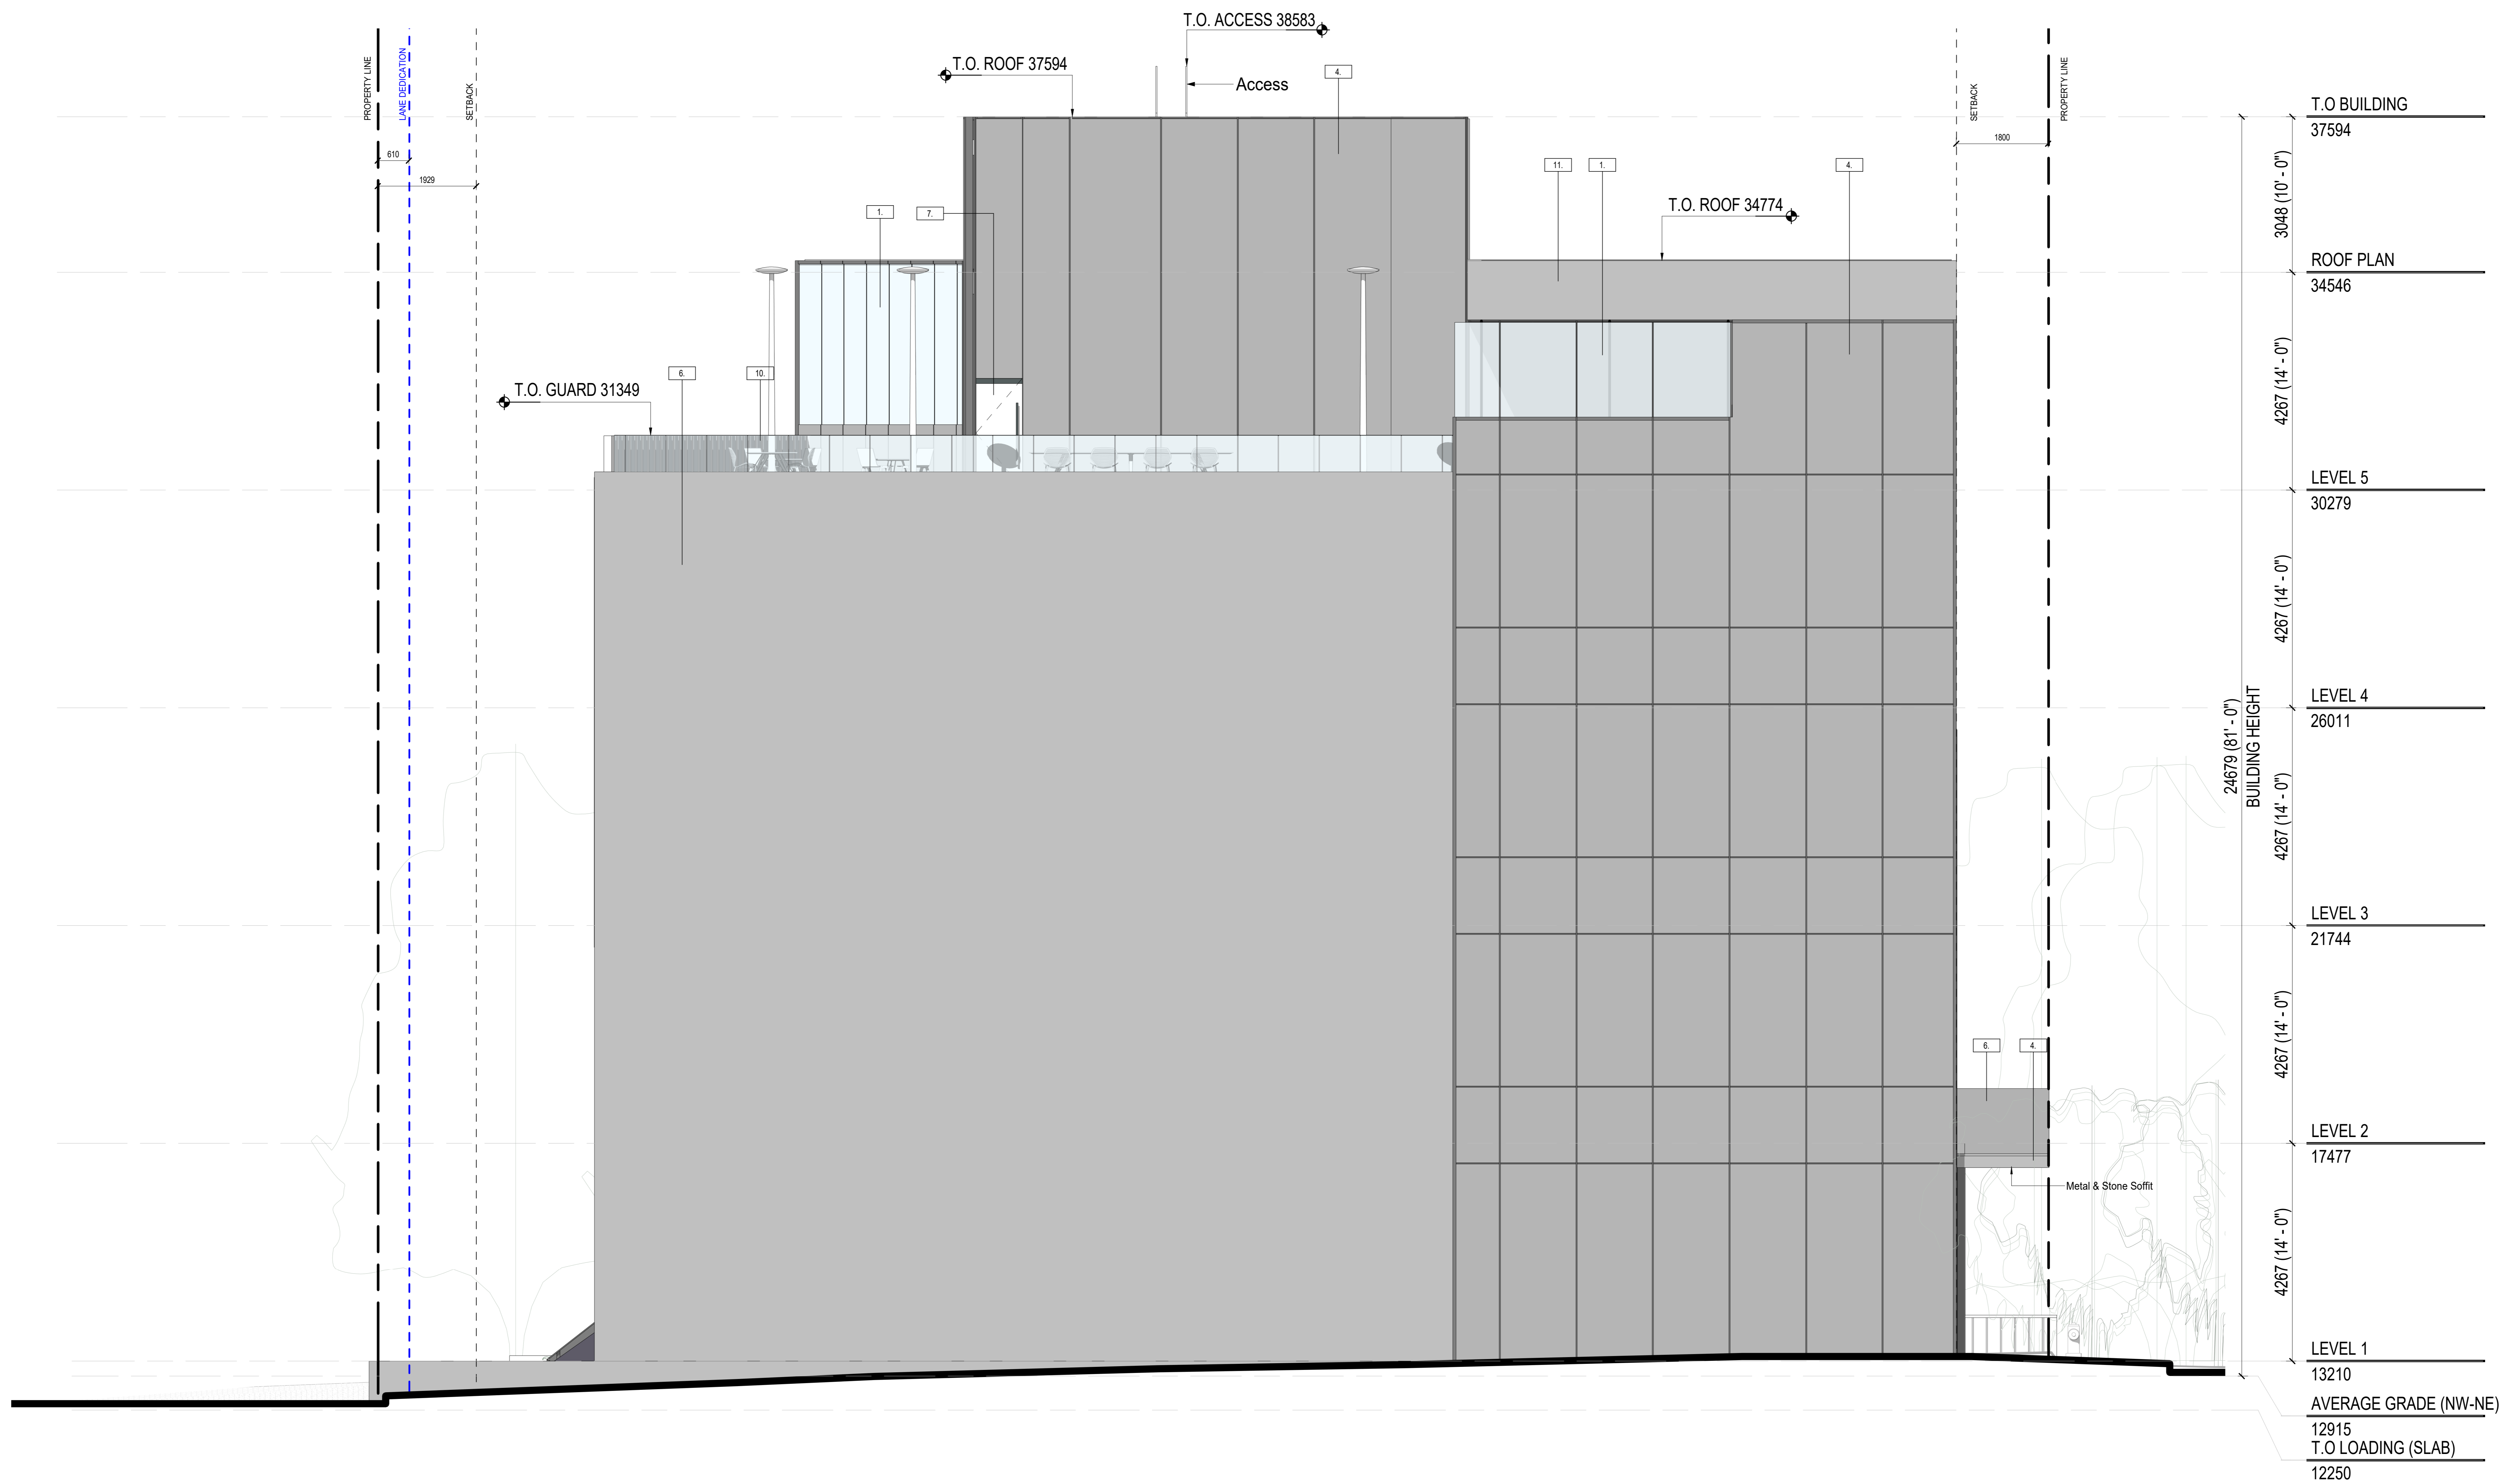 T.O. ACCESS 38583
T.O. ROOF 37594
Access
4.
PROPERTY LINE
LANE DEDICATION
SETBACK
SETBACK
PROPERTY LINE
T.O BUILDING
37594
610
1800
1929
11.
1.
4.
3048 (10' - 0")
1.
7.
T.O. ROOF 34774
ROOF PLAN
34546
6.
10.
T.O. GUARD 31349
4267 (14' - 0")
LEVEL 5
30279
4267 (14' - 0")
LEVEL 4
26011
24679 (81' - 0")
BUILDING HEIGHT
4267 (14' - 0")
LEVEL 3
21744
4267 (14' - 0")
6.
4.
LEVEL 2
17477
Metal & Stone Soffit
4267 (14' - 0")
LEVEL 1
13210
AVERAGE GRADE (NW-NE)
12915
T.O LOADING (SLAB)
12250